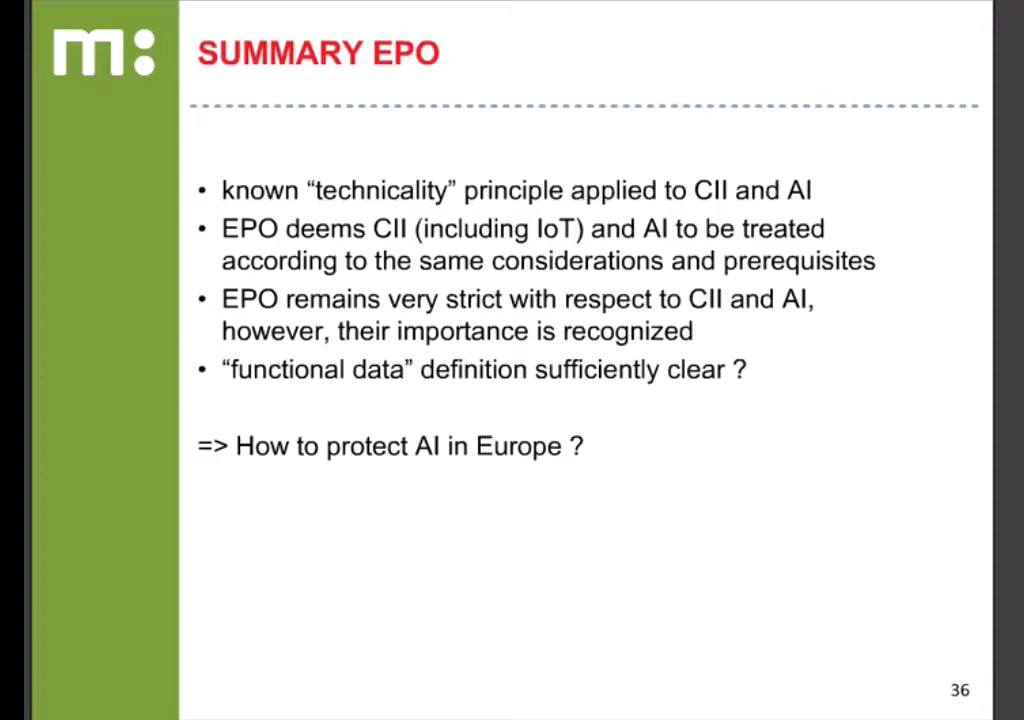 m:
SUMMARY EPO
• known “technicality” principle applied to CII and AI
• EPO deems CII (including IoT) and AI to be treated
according to the same considerations and prerequisites
• EPO remains very strict with respect to CII and AI,
however, their importance is recognized
• “functional data” definition sufficiently clear ?
=> How to protect AI in Europe ?
36